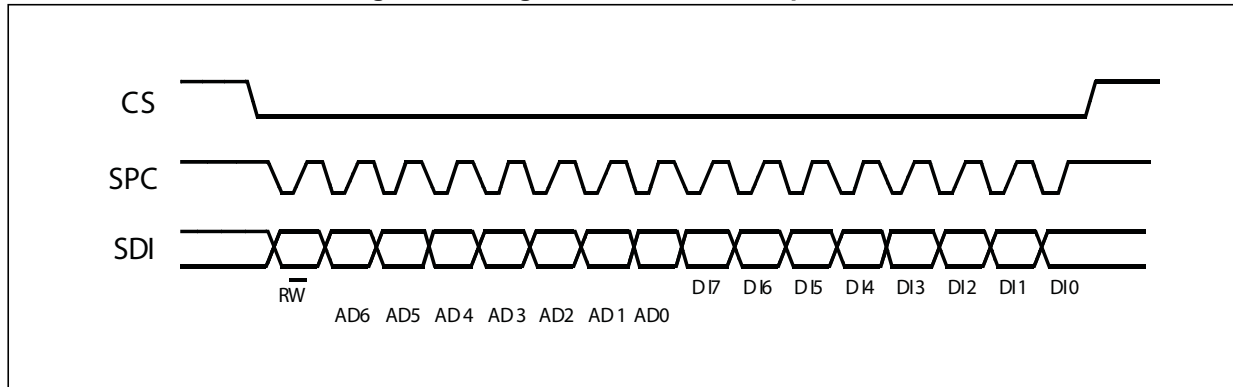 CS
SPC
SDI
RW
DI7 DI6 DI5 DI4 DI3 DI2 DI1 DI0
AD6 AD5 AD4 AD3 AD2 AD1 AD0